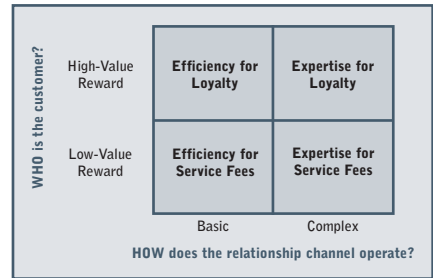 WHO is the customer?
High-Value
Reward
Efficiency for
Loyalty
Expertise for
Loyalty
Low-Value
Reward
Efficiency for
Service Fees
Expertise for
Service Fees
Basic
Complex
HOW does the relationship channel operate?